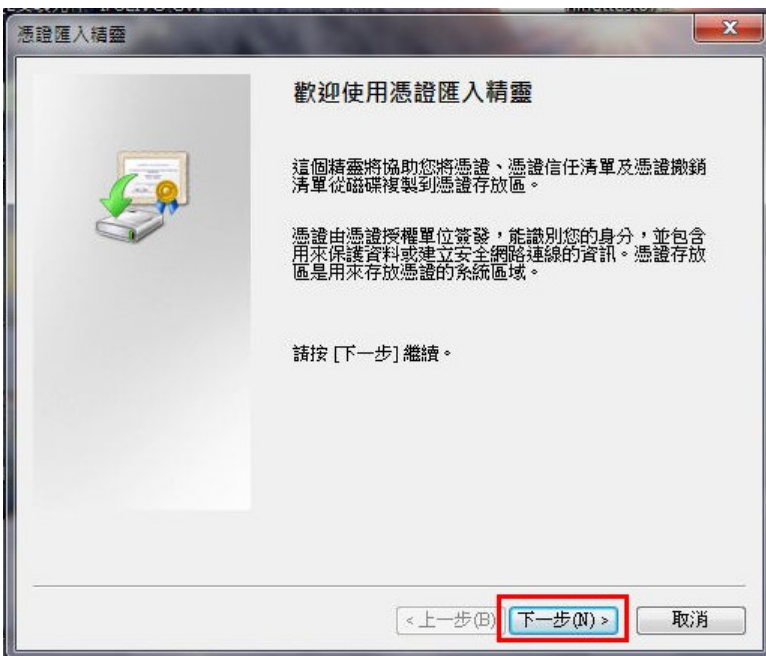 憑證匯入精靈
歡迎使用憑證匯入精靈
這個精靈將協助您將憑證、憑證信任清單及憑證撤銷
清單從磁碟複製到憑證存放區。
憑證由憑證授權單位簽發，能識別您的身分，並包含
用來保護資料或建立安全網路連線的資訊。憑證存放
區是用來存放憑證的系統區域。
請按 [下一步] 繼續。
<上一步(B) 下一步(N) > 取消